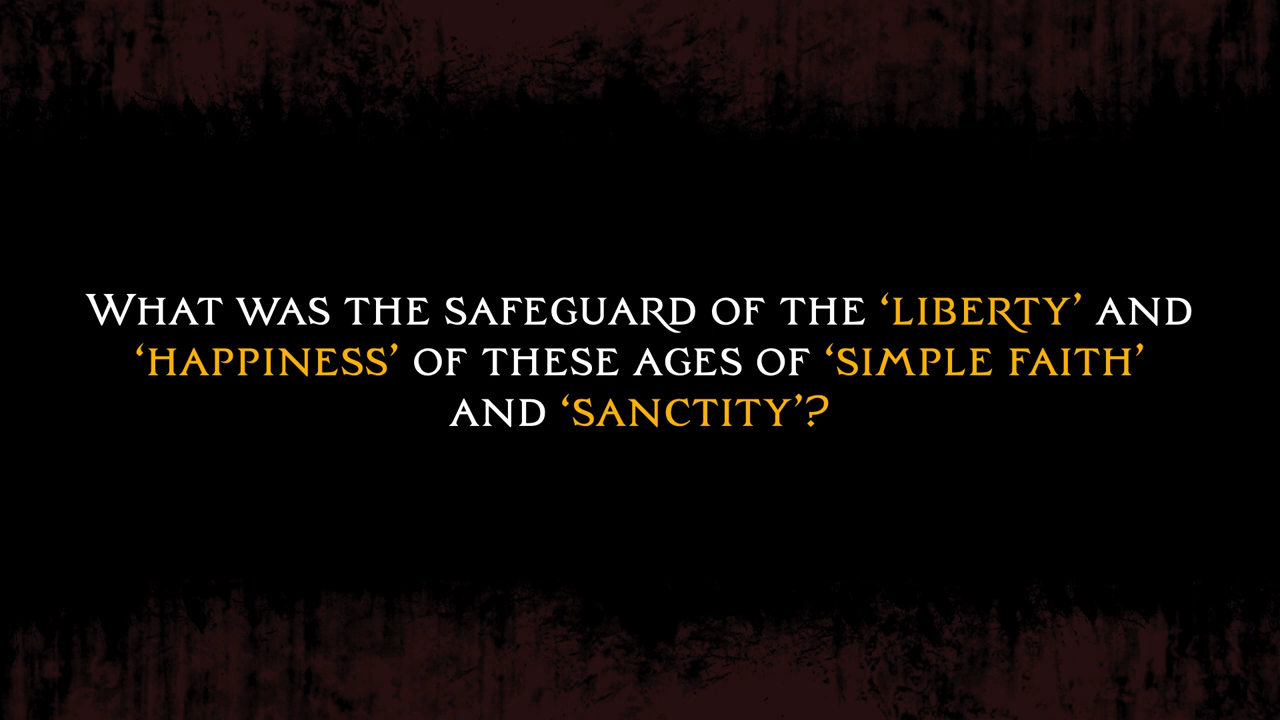 What was the safeguard of the ‘liberty’ and
‘happiness’ of these ages of ‘simple faith’
and ‘sanctity’?